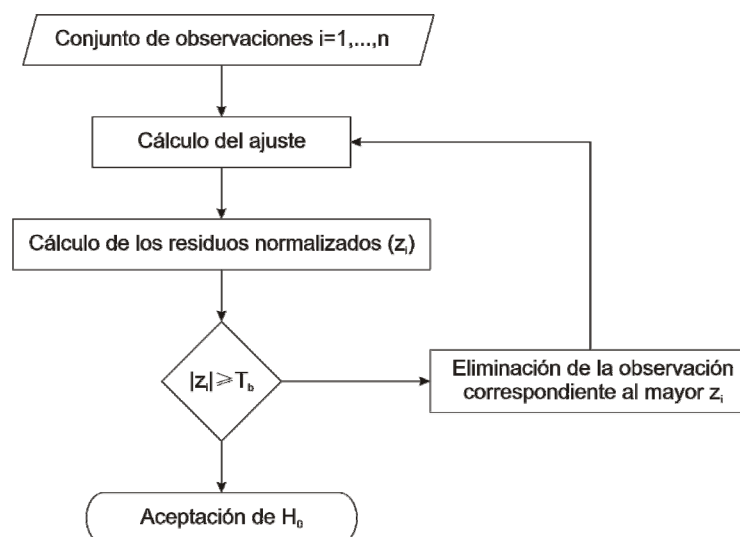 Conjunto de observaciones i=1,...,n
Cálculo del ajuste
Cálculo de los residuos normalizados (zᵢ)
|zᵢ|⩾T_b
Eliminación de la observación
correspondiente al mayor zᵢ
Aceptación de H₀